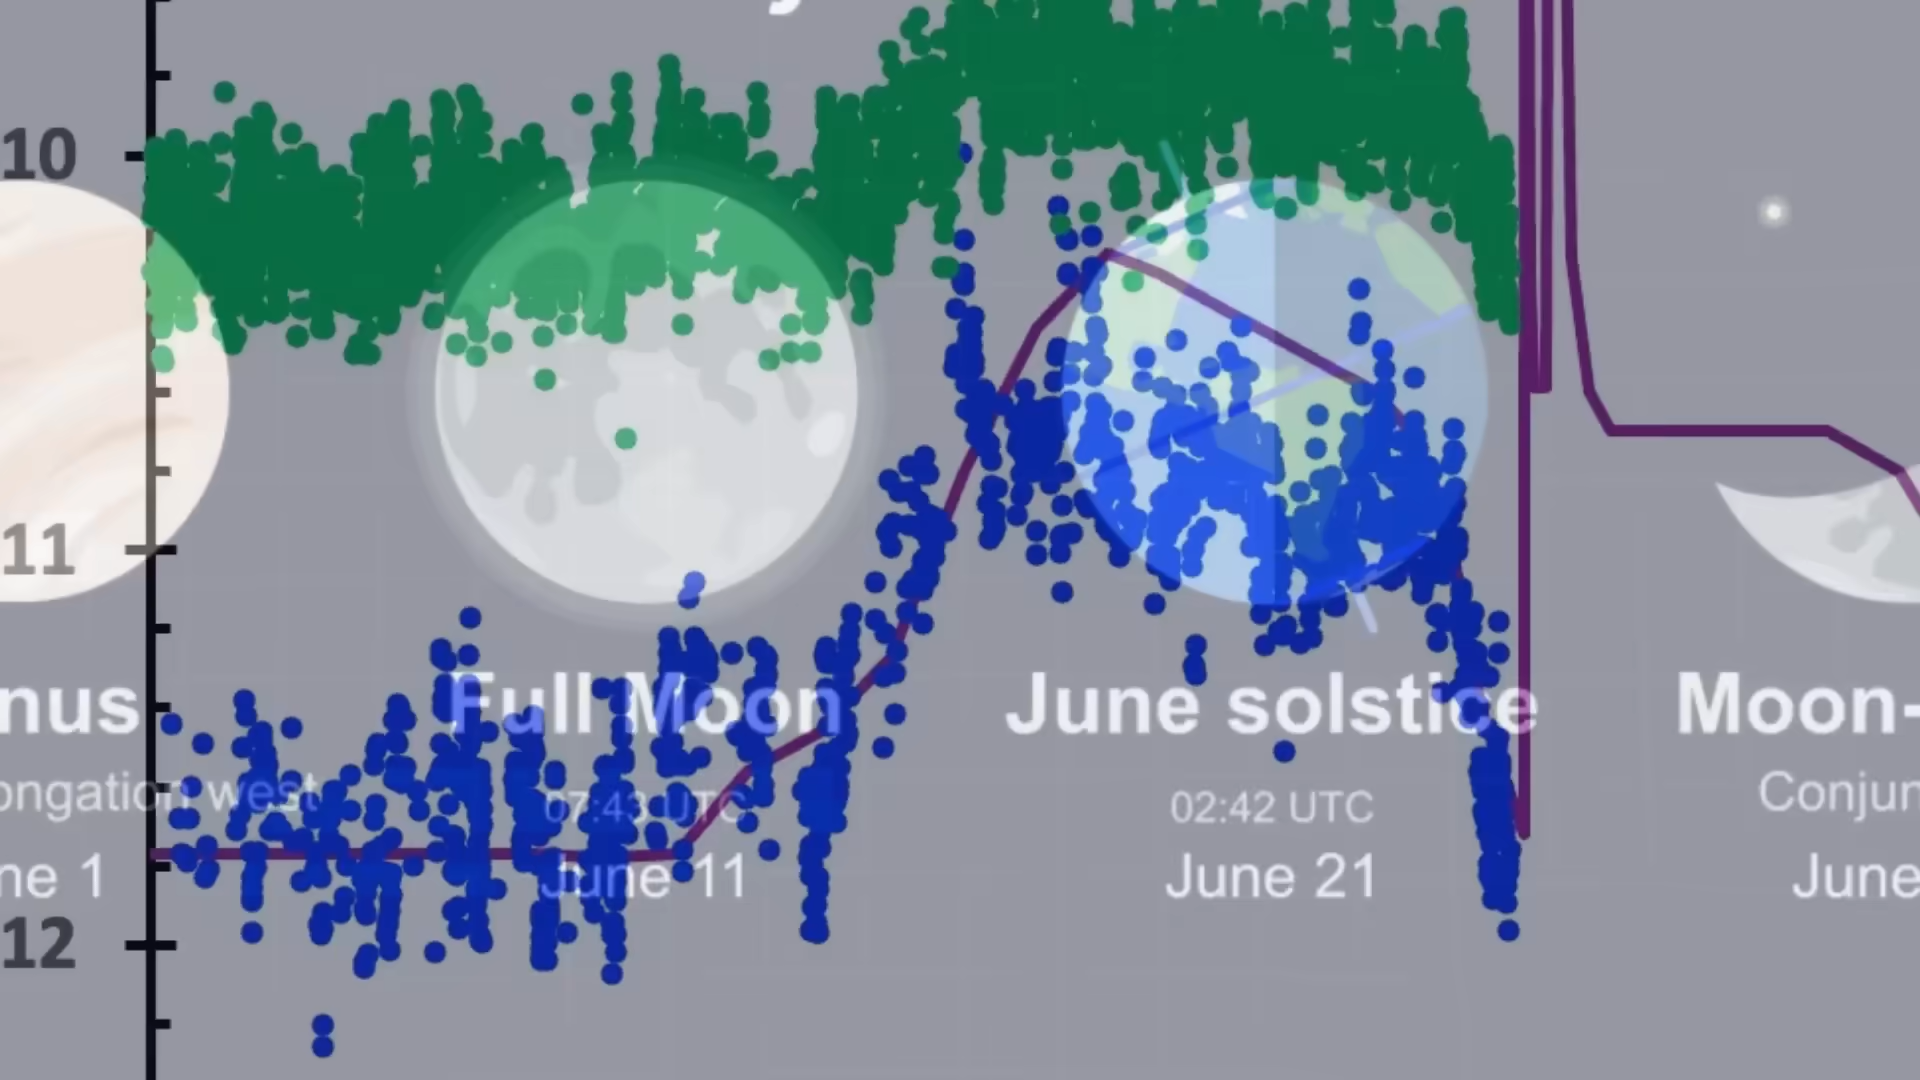 10
11
12
nus
ongation west
ne 1
Full Moon
07:43 UTC
June 11
June solstice
02:42 UTC
June 21
Moon-
Conjun
June